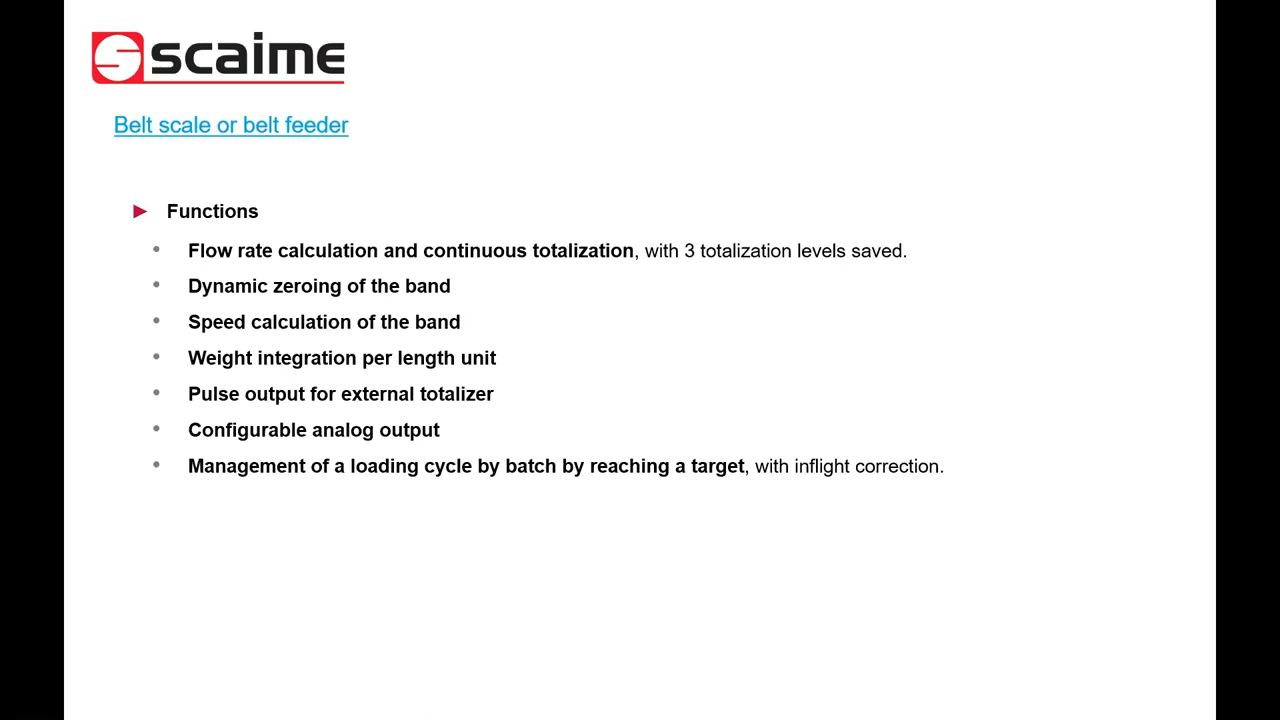 scaime
Belt scale or belt feeder
► Functions
• Flow rate calculation and continuous totalization, with 3 totalization levels saved.
• Dynamic zeroing of the band
• Speed calculation of the band
• Weight integration per length unit
• Pulse output for external totalizer
• Configurable analog output
• Management of a loading cycle by batch by reaching a target, with inflight correction.